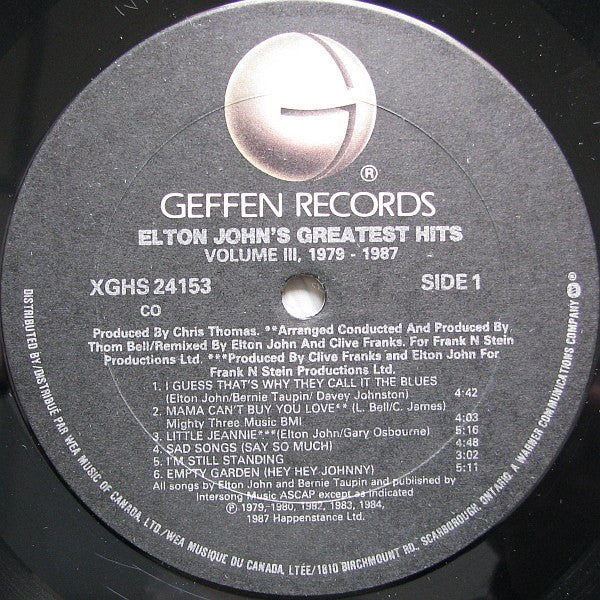 ®
GEFFEN RECORDS
ELTON JOHN'S GREATEST HITS
VOLUME III, 1979 - 1987
XGHS 24153 SIDE 1
CO
Produced By Chris Thomas. **Arranged Conducted And Produced By
Thom Bell/Remixed By Elton John And Clive Franks. For Frank N Stein
Productions Ltd. ***Produced By Clive Franks and Elton John For
Frank N Stein Productions Ltd.
1. I GUESS THAT'S WHY THEY CALL IT THE BLUES
(Elton John/Bernie Taupin/ Davey Johnston) 4:42
2. MAMA CAN'T BUY YOU LOVE** (L. Bell/C. James)
Mighty Three Music BMI 4:03
3. LITTLE JEANNIE***(Elton John/Gary Osbourne) 5:16
4. SAD SONGS (SAY SO MUCH) 4:48
5. I'M STILL STANDING 3:02
6. EMPTY GARDEN (HEY HEY JOHNNY) 5:11
All songs by Elton John and Bernie Taupin and published by
Intersong Music ASCAP except as indicated
℗ 1979, 1980, 1982, 1983, 1984,
1987 Happenstance Ltd.
DISTRIBUTED BY/DISTRIBUÉ PAR WEA MUSIC OF CANADA, LTD./WEA MUSIQUE DU CANADA, LTÉE/1810 BIRCHMOUNT RD., SCARBOROUGH, ONTARIO. A WARNER COMMUNICATIONS COMPANY ®